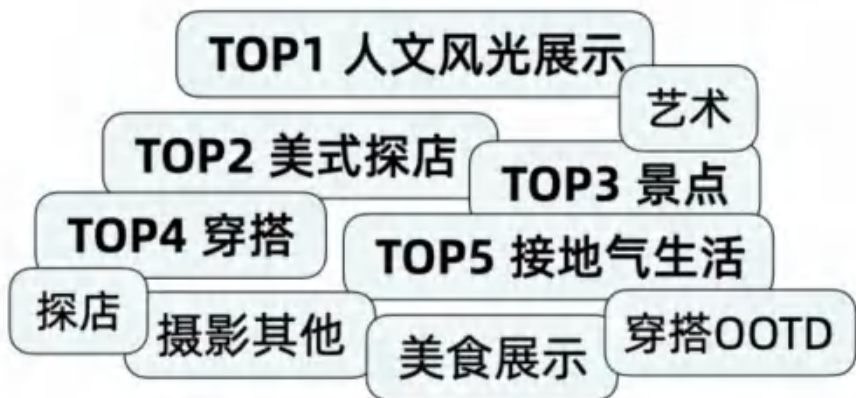 TOP1 人文风光展示
艺术
TOP2 美式探店
TOP3 景点
TOP4 穿搭
TOP5 接地气生活
探店
摄影其他
美食展示
穿搭OOTD